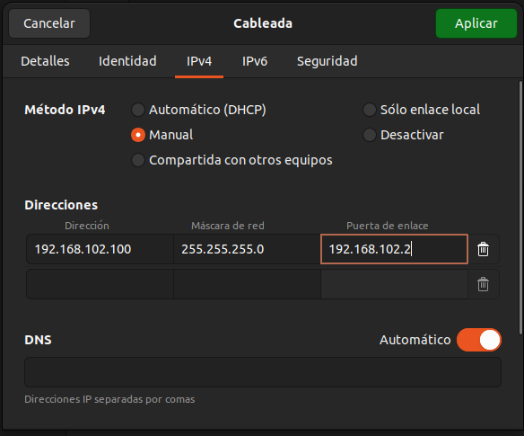 Cancelar Cableada Aplicar
Detalles Identidad IPv4 IPv6 Seguridad
Método IPv4 Automático (DHCP) Sólo enlace local
Manual Desactivar
Compartida con otros equipos
Direcciones
Dirección Máscara de red Puerta de enlace
192.168.102.100 255.255.255.0 192.168.102.2
DNS Automático
Direcciones IP separadas por comas